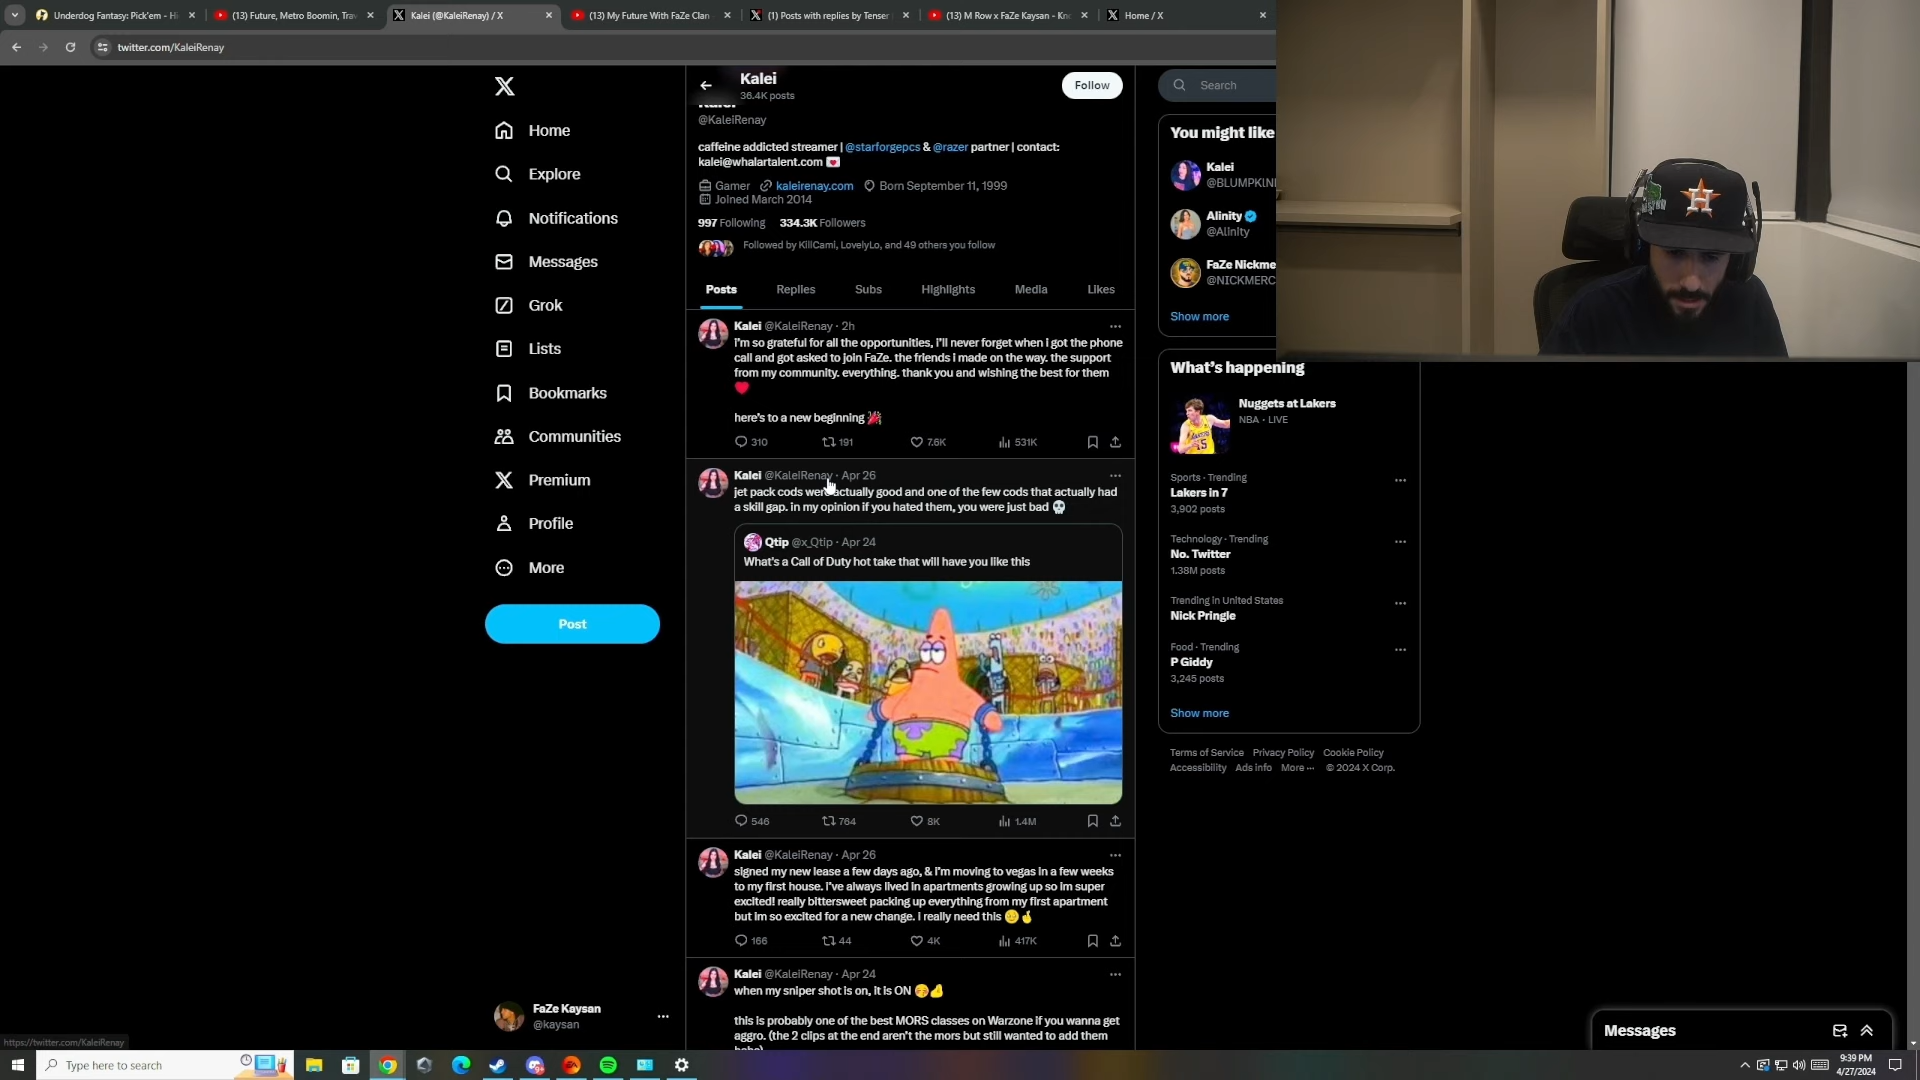 Underdog Fantasy: Pick'em - H
(13) Future, Metro Boomin, Tra
Kalei (@KaleiRenay) / X
(13) My Future With FaZe Clan
(1) Posts with replies by Tenser
(13) M Row x FaZe Kaysan - Kn
Home / X
twitter.com/KaleiRenay
Home
Explore
Notifications
Messages
Grok
Lists
Bookmarks
Communities
Premium
Profile
More
Post
FaZe Kaysan
@kaysan
https://twitter.com/KaleiRenay
Kalei
36.4K posts
Follow
@KaleiRenay
caffeine addicted streamer | @starforgepcs & @razer partner | contact:
kalei@whalartalent.com 💌
Gamer kaleirenay.com Born September 11, 1999
Joined March 2014
997 Following 334.3K Followers
Followed by KillCami, LovelyLo, and 49 others you follow
Posts Replies Subs Highlights Media Likes
Kalei @KaleiRenay · 2h
i'm so grateful for all the opportunities, i'll never forget when i got the phone
call and got asked to join FaZe. the friends i made on the way. the support
from my community. everything. thank you and wishing the best for them
❤️
here's to a new beginning 🎉
310 191 7.6K 531K
Kalei @KaleiRenay · Apr 26
jet pack cods were actually good and one of the few cods that actually had
a skill gap. in my opinion if you hated them, you were just bad 💀
Qtip @x_Qtip · Apr 24
What's a Call of Duty hot take that will have you like this
546 764 8K 1.4M
Kalei @KaleiRenay · Apr 26
signed my new lease a few days ago, & i'm moving to vegas in a few weeks
to my first house. i've always lived in apartments growing up so im super
excited! really bittersweet packing up everything from my first apartment
but im so excited for a new change. i really need this
166 44 4K 417K
Kalei @KaleiRenay · Apr 24
when my sniper shot is on, it is ON
this is probably one of the best MORS classes on Warzone if you wanna get
aggro. (the 2 clips at the end aren't the mors but still wanted to add them
Search
You might like
Kalei
Alinity
@Alinity
FaZe Nickme
@NICKMERC
Show more
What's happening
Nuggets at Lakers
NBA · LIVE
Sports · Trending
Lakers in 7
3,902 posts
Technology · Trending
No. Twitter
1.38M posts
Trending in United States
Nick Pringle
Food · Trending
P Giddy
3,245 posts
Show more
Terms of Service Privacy Policy Cookie Policy
Accessibility Ads info More ··· © 2024 X Corp.
Messages
Type here to search
9:39 PM
4/27/2024